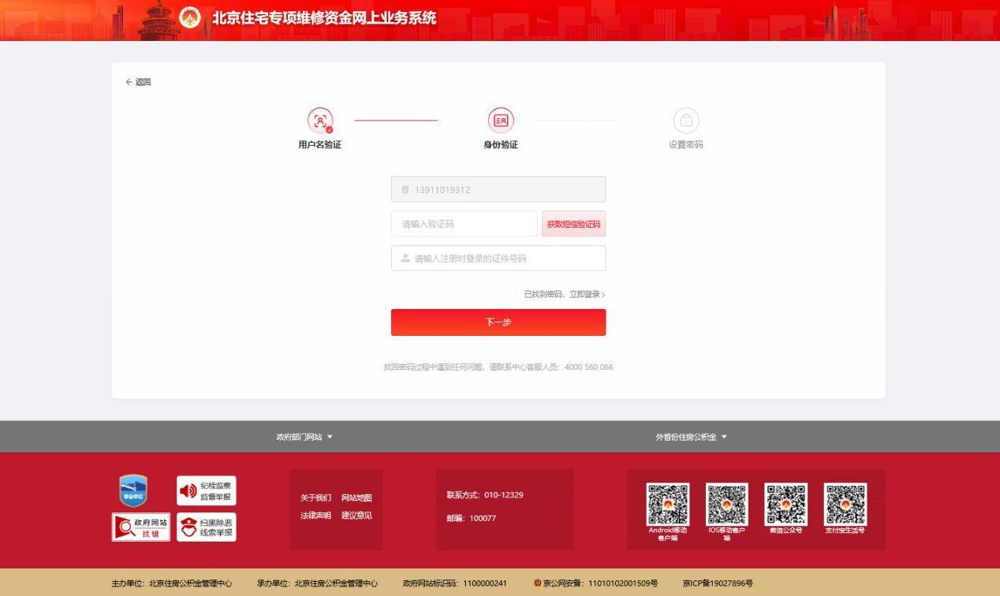 北京住宅专项维修资金网上业务系统
返回
用户名验证
身份验证
设置密码
13911019312
请输入验证码
获取短信验证码
请输入注册时登录的证件号码
已找到密码，立即登录>
下一步
找回密码过程中遇到任何问题，请联系中心客服人员：4000 560 066
政府部门网站
外省份住房公积金
事业单位
纪检监察
监督举报
政府网站
找错
扫黑除恶
线索举报
关于我们 网站地图
法律声明 建议意见
联系方式：010-12329
邮编：100077
Android移动
客户端
IOS移动客户
端
微信公众号
支付宝生活号
主办单位：北京住房公积金管理中心 承办单位：北京住房公积金管理中心 政府网站标识码：1100000241 京公网安备：11010102001509号 京ICP备19027896号